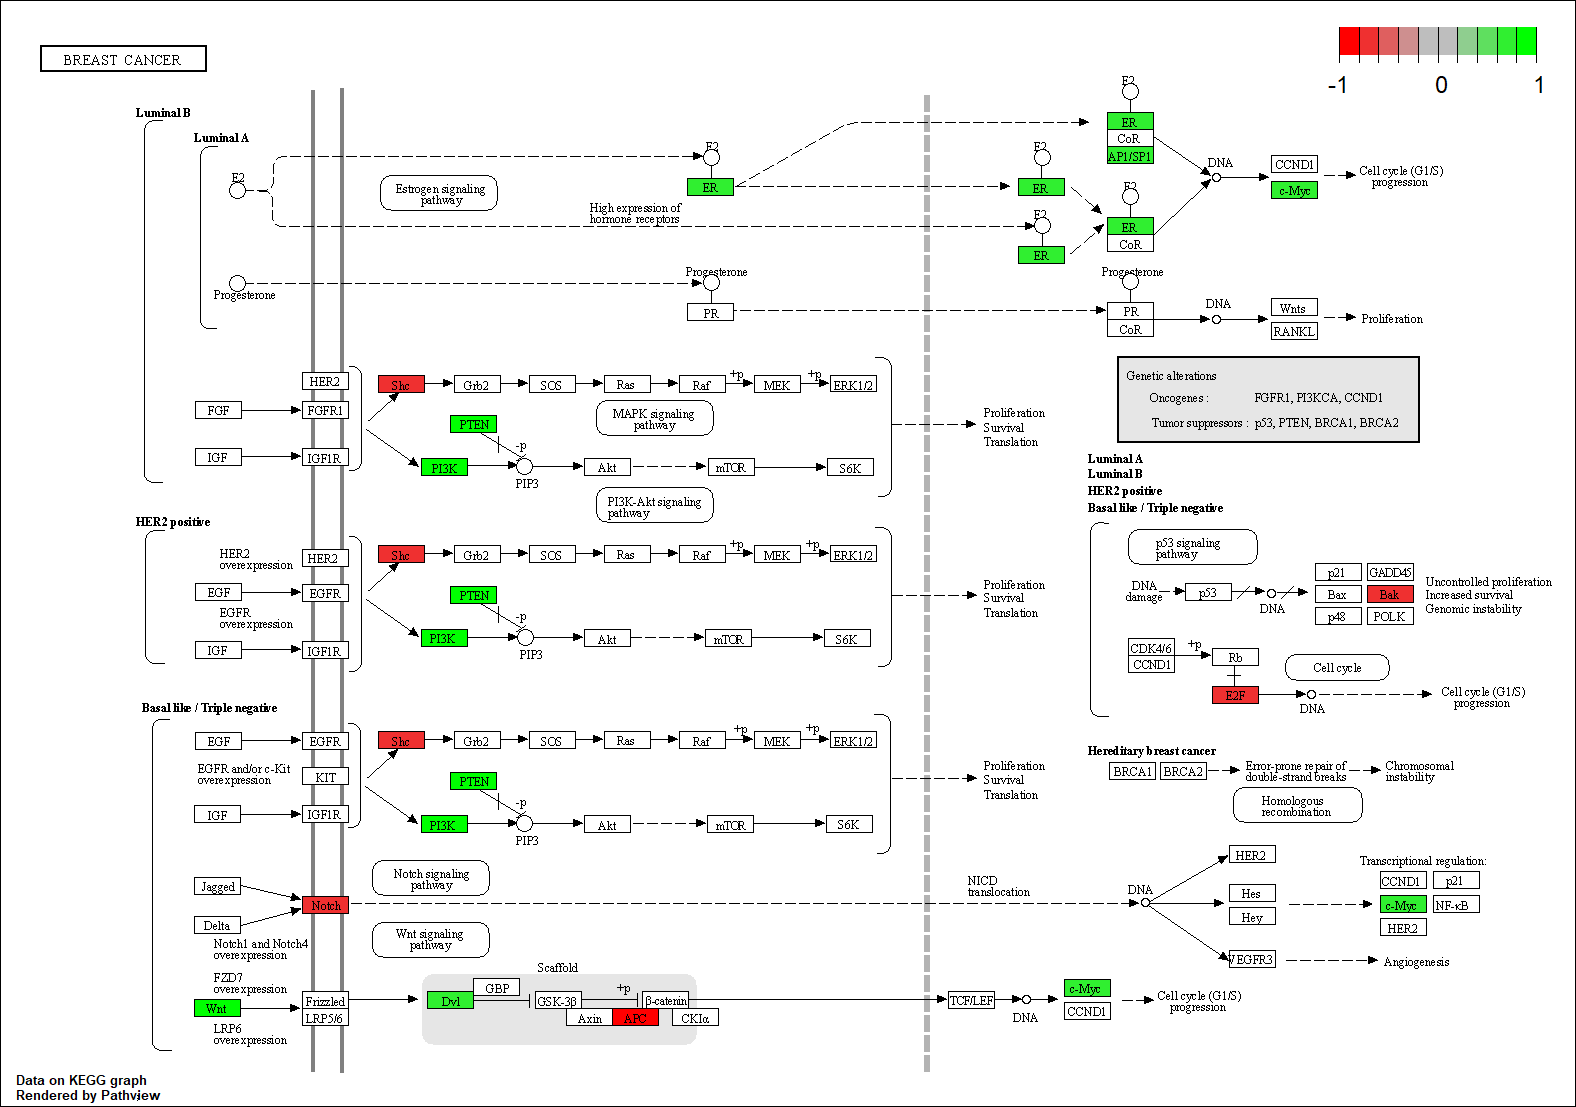 BREAST CANCER
-1
0
1
Luminal B
Luminal A
E2
E2
E2
E2
E2
E2
Estrogen signaling
pathway
High expression of
hormone receptors
ER
ER
ER
ER
CoR
AP1/SP1
ER
CoR
DNA
CCND1
c-Myc
Cell cycle (G1/S)
progression
Progesterone
Progesterone
PR
Progesterone
PR
CoR
DNA
Wnts
RANKL
Proliferation
HER2
FGF
FGFR1
IGF
IGF1R
Shc
Grb2
SOS
Ras
Raf
+p
MEK
+p
ERK1/2
MAPK signaling
pathway
PTEN
-p
PI3K
PIP3
Akt
mTOR
S6K
PI3K-Akt signaling
pathway
Proliferation
Survival
Translation
Genetic alterations
Oncogenes : FGFR1, PI3KCA, CCND1
Tumor suppressors : p53, PTEN, BRCA1, BRCA2
HER2 positive
HER2
overexpression
HER2
EGF
EGFR
EGFR
overexpression
IGF
IGF1R
Shc
Grb2
SOS
Ras
Raf
+p
MEK
+p
ERK1/2
PTEN
-p
PI3K
PIP3
Akt
mTOR
S6K
Proliferation
Survival
Translation
Luminal A
Luminal B
HER2 positive
Basal like / Triple negative
p53 signaling
pathway
DNA
damage
p53
DNA
p21
GADD45
Bax
Bak
p48
POLK
Uncontrolled proliferation
Increased survival
Genomic instability
CDK4/6
CCND1
+p
Rb
E2F
Cell cycle
DNA
Cell cycle (G1/S)
progression
Basal like / Triple negative
EGF
EGFR
EGFR and/or c-Kit
overexpression
KIT
IGF
IGF1R
Shc
Grb2
SOS
Ras
Raf
+p
MEK
+p
ERK1/2
PTEN
-p
PI3K
PIP3
Akt
mTOR
S6K
Proliferation
Survival
Translation
Hereditary breast cancer
BRCA1
BRCA2
Error-prone repair of
double-strand breaks
Chromosomal
instability
Homologous
recombination
Jagged
Delta
Notch
Notch signaling
pathway
Notch1 and Notch4
overexpression
NICD
translocation
DNA
HER2
Hes
Hey
VEGFR3
Transcriptional regulation:
CCND1
p21
c-Myc
NF-κB
HER2
Angiogenesis
Wnt signaling
pathway
FZD7
overexpression
Wnt
LRP6
overexpression
Frizzled
LRP5/6
Scaffold
Dvl
GBP
GSK-3β
+p
β-catenin
Axin
APC
CKIα
TCF/LEF
DNA
c-Myc
CCND1
Cell cycle (G1/S)
progression
Data on KEGG graph
Rendered by Pathview